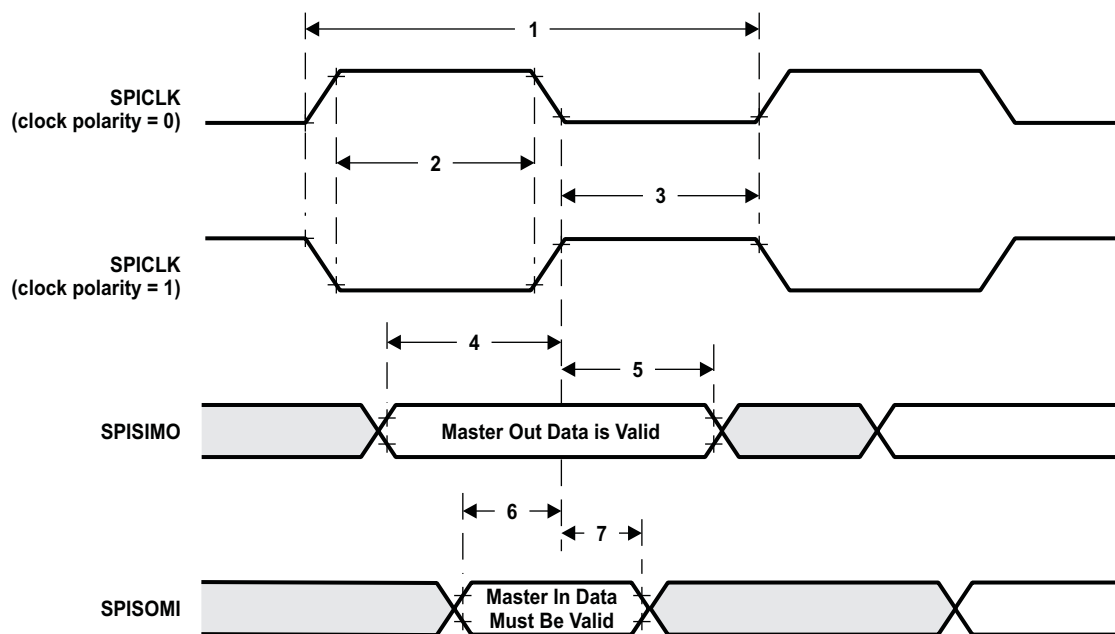 1
SPICLK
(clock polarity = 0)
2
3
SPICLK
(clock polarity = 1)
4
5
SPISIMO
Master Out Data is Valid
6
7
SPISOMI
Master In Data
Must Be Valid